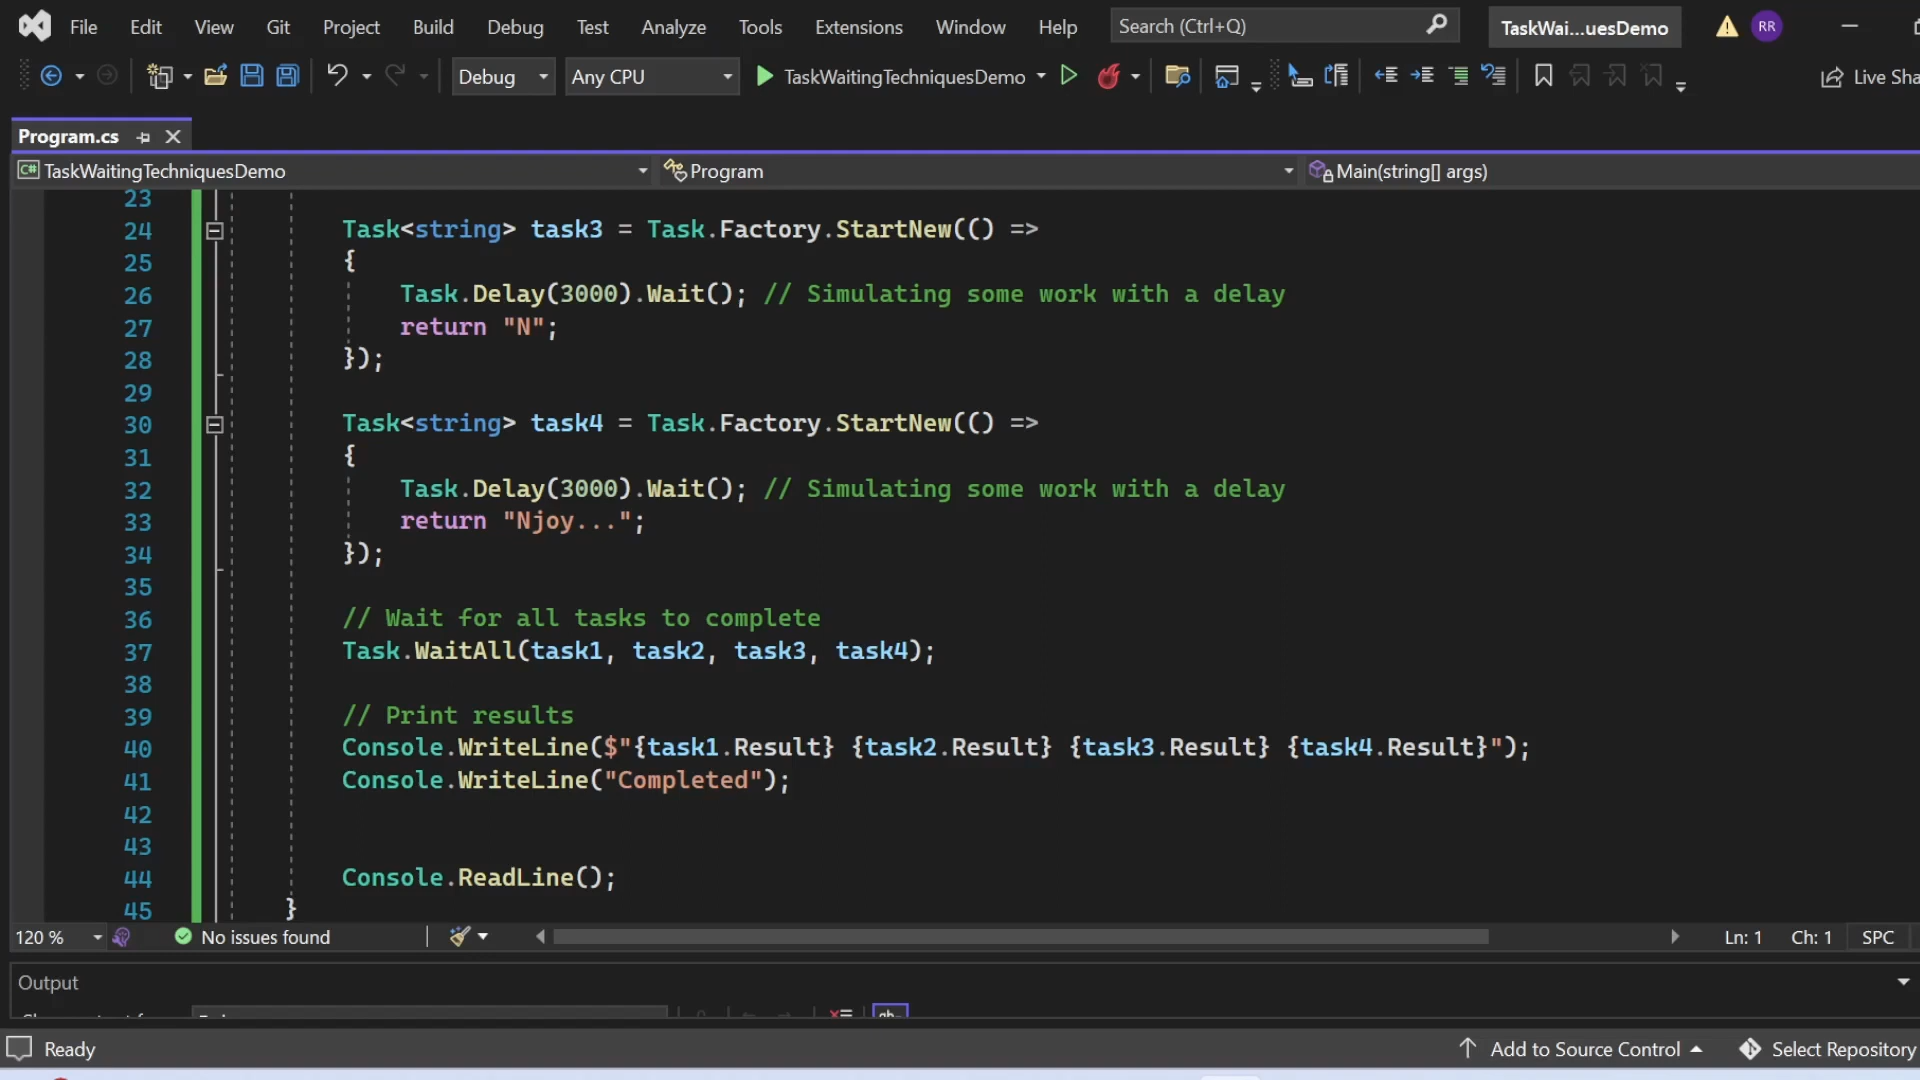 File Edit View Git Project Build Debug Test Analyze Tools Extensions Window Help Search (Ctrl+Q) TaskWai...uesDemo RR
Debug Any CPU TaskWaitingTechniquesDemo Live Sha
Program.cs
C# TaskWaitingTechniquesDemo Program Main(string[] args)
23
24 Task<string> task3 = Task.Factory.StartNew(() =>
25 {
26 Task.Delay(3000).Wait(); // Simulating some work with a delay
27 return "N";
28 });
29
30 Task<string> task4 = Task.Factory.StartNew(() =>
31 {
32 Task.Delay(3000).Wait(); // Simulating some work with a delay
33 return "Njoy...";
34 });
35
36 // Wait for all tasks to complete
37 Task.WaitAll(task1, task2, task3, task4);
38
39 // Print results
40 Console.WriteLine($"{task1.Result} {task2.Result} {task3.Result} {task4.Result}");
41 Console.WriteLine("Completed");
42
43
44 Console.ReadLine();
45 }
120 % No issues found Ln: 1 Ch: 1 SPC
Output
Ready Add to Source Control Select Repository